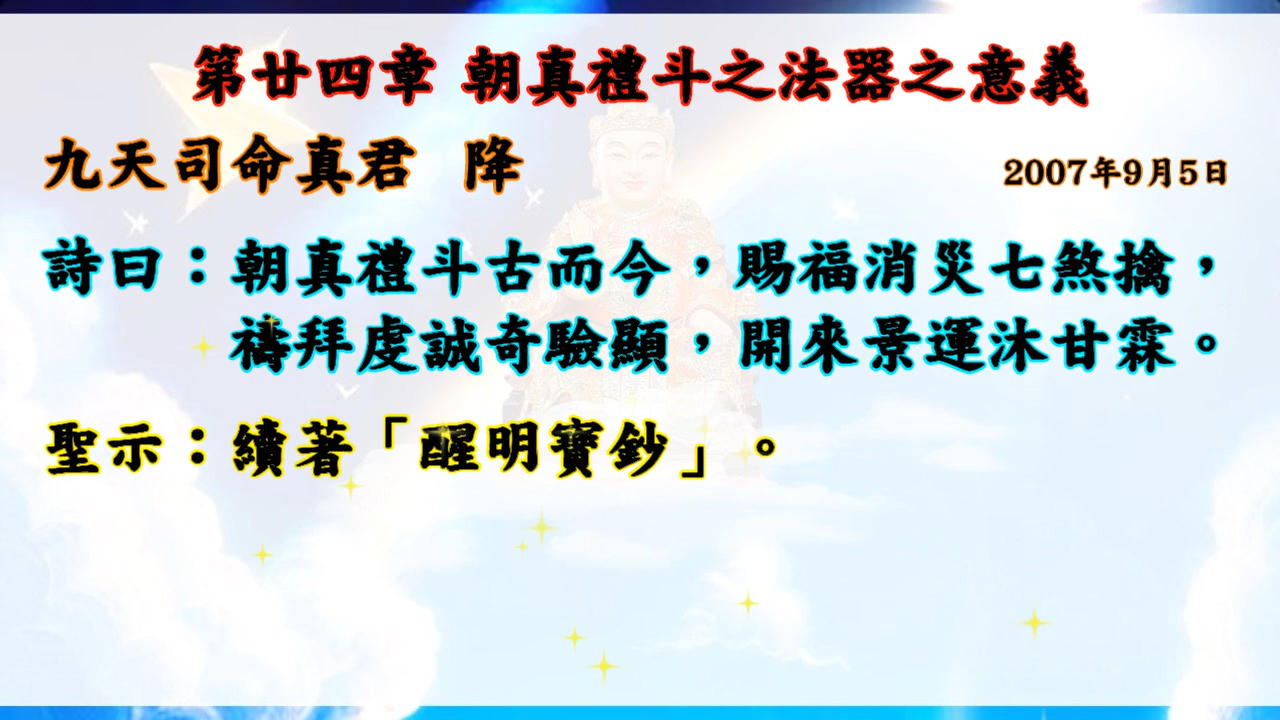 第廿四章 朝真禮斗之法器之意義
九天司命真君 降
2007年9月5日
詩曰：朝真禮斗古而今，賜福消災七煞擒，
禱拜虔誠奇驗顯，開來景運沐甘霖。
聖示：續著「醒明寶鈔」。